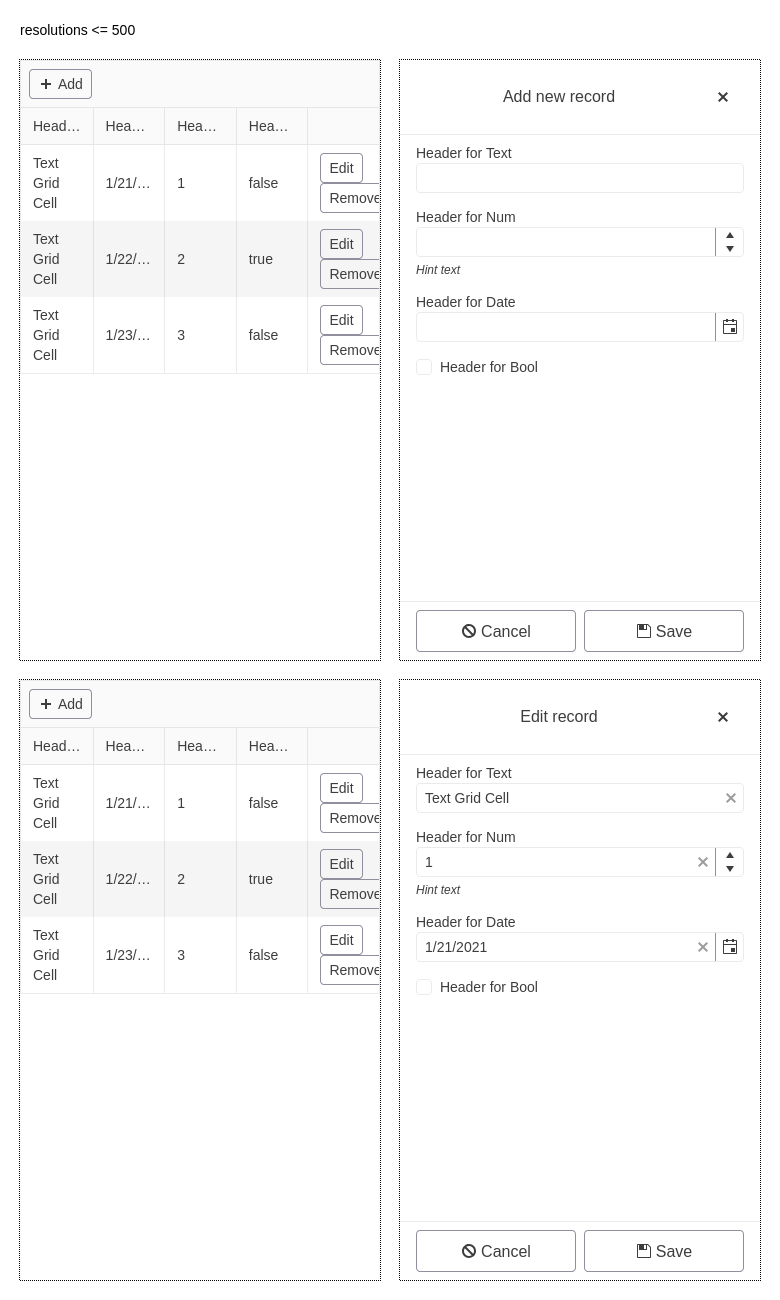 resolutions <= 500
Add
Head... Hea... Hea... Hea...
Text
Grid
Cell
1/21/... 1 false
Edit
Remove
Text
Grid
Cell
1/22/... 2 true
Edit
Remove
Text
Grid
Cell
1/23/... 3 false
Edit
Remove
Add new record
Header for Text
Header for Num
Hint text
Header for Date
Header for Bool
Cancel Save
Add
Head... Hea... Hea... Hea...
Text
Grid
Cell
1/21/... 1 false
Edit
Remove
Text
Grid
Cell
1/22/... 2 true
Edit
Remove
Text
Grid
Cell
1/23/... 3 false
Edit
Remove
Edit record
Header for Text
Text Grid Cell
Header for Num
1
Hint text
Header for Date
1/21/2021
Header for Bool
Cancel Save